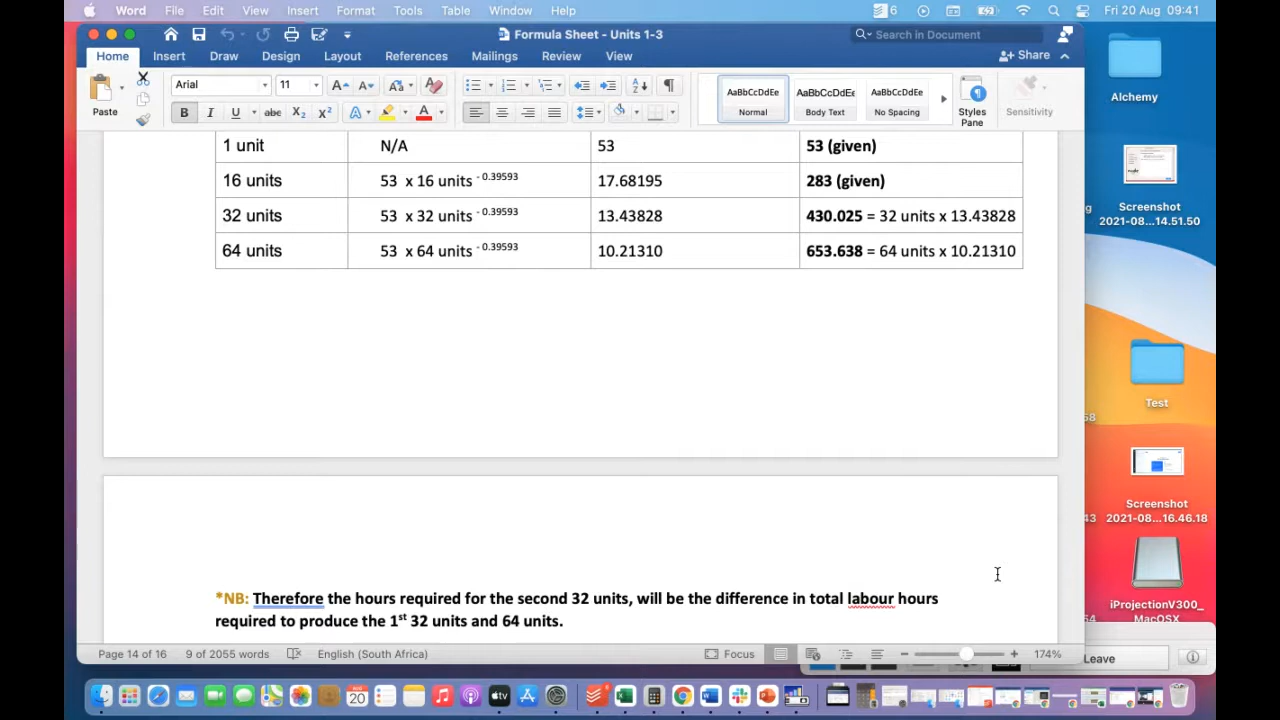 Word File Edit View Insert Format Tools Table Window Help 6 Fri 20 Aug 09:41
Formula Sheet - Units 1-3
Search in Document
Home Insert Draw Design Layout References Mailings Review View Share
Paste
Arial 11
AaBbCcDdEe AaBbCcDdEe AaBbCcDdEe
Normal Body Text No Spacing
Styles Pane
Sensitivity
1 unit N/A 53 53 (given)
16 units 53 x 16 units - 0.39593 17.68195 283 (given)
32 units 53 x 32 units - 0.39593 13.43828 430.025 = 32 units x 13.43828
64 units 53 x 64 units - 0.39593 10.21310 653.638 = 64 units x 10.21310
*NB: Therefore the hours required for the second 32 units, will be the difference in total labour hours
required to produce the 1st 32 units and 64 units.
Page 14 of 16 9 of 2055 words English (South Africa) Focus 174%
Leave
Alchemy
Screenshot
2021-08...14.51.50
Test
Screenshot
2021-08...16.46.18
iProjectionV300_
MacOSX